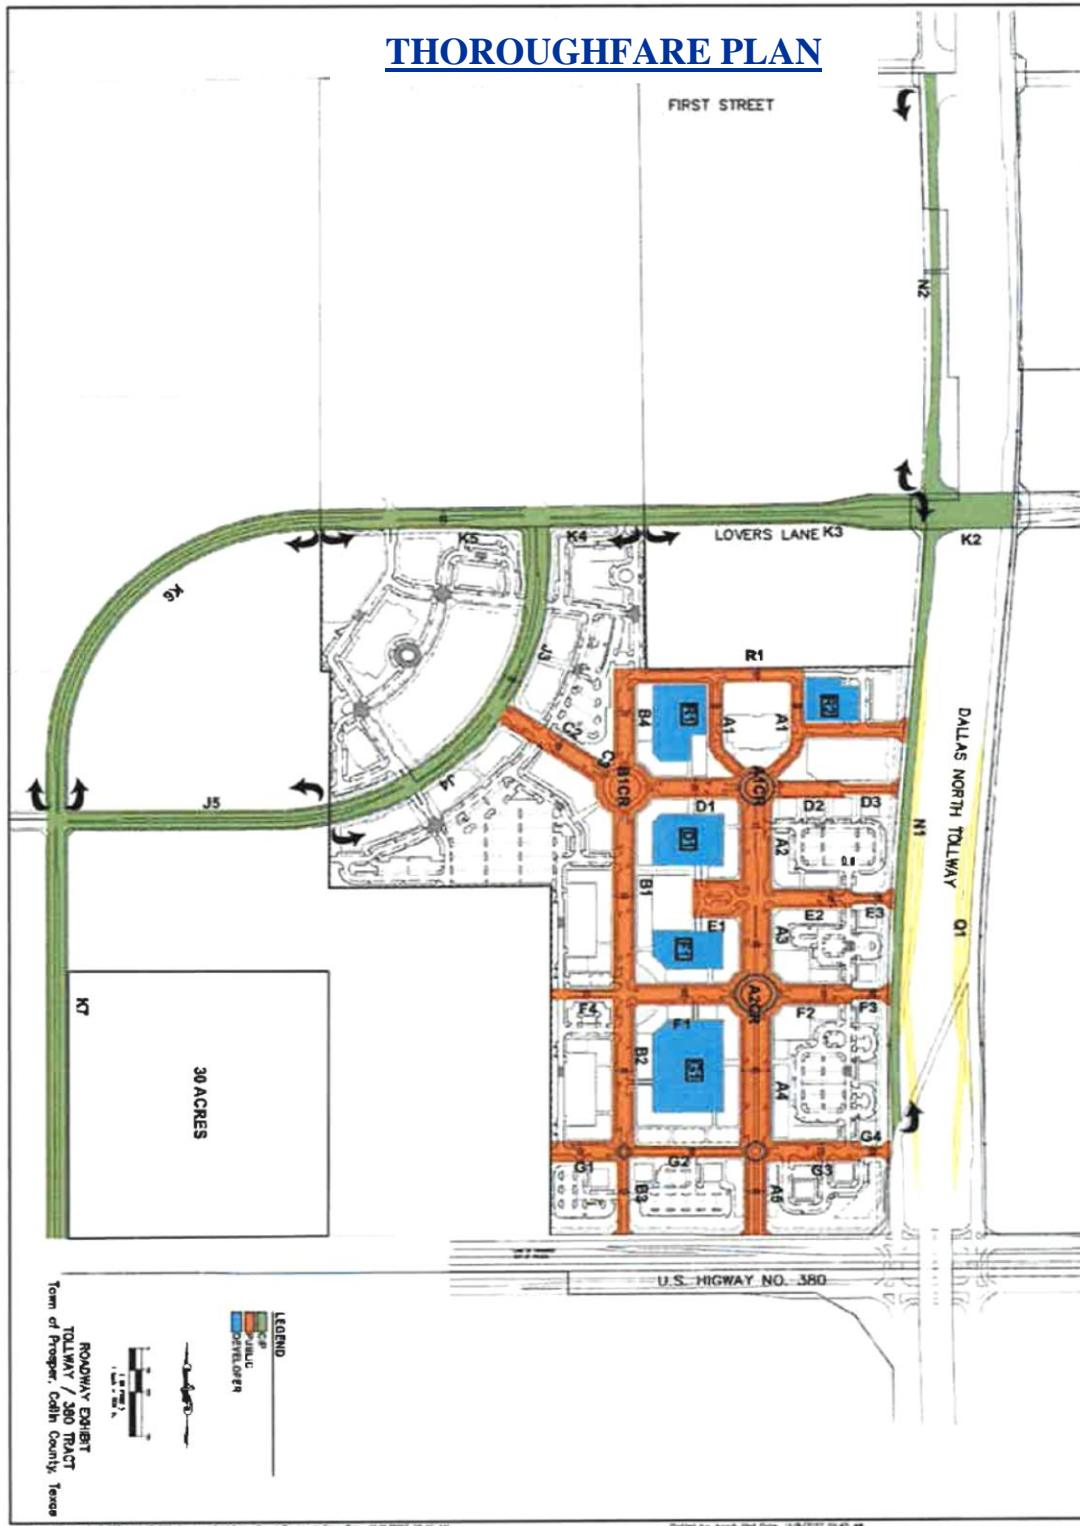 THOROUGHFARE PLAN
FIRST STREET
N2
K5
K4
LOVERS LANE K3
K2
K6
J3
R1
B4
A1
A1
C2
DALLAS NORTH TOLLWAY
B1CR
A1CR
J4
J5
D1
D2
D3
N1
D1
A2
B1
E1
E2
E3
Q1
A3
E1
A2CR
K7
F4
F1
F2
F3
B2
30 ACRES
A4
G4
G1
G2
G3
B3
A5
U.S. HIGWAY NO. 380
LEGEND
CIP
PUBLIC
DEVELOPER
ROADWAY EXHIBIT
TOLLWAY / 380 TRACT
Town of Prosper, Collin County, Texas